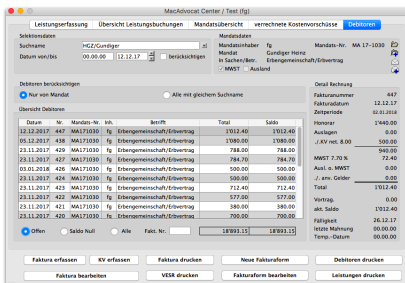 MacAdvocat Center / Test (fg)
Leistungserfassung Übersicht Leistungsbuchungen Mandatsübersicht verrechnete Kostenvorschüsse Debitoren
Selektionsdaten Mandatsdaten
Suchname HGZ/Gundiger Mandatsinhaber fg Mandats-Nr. MA 17-1030
Mandat Gundiger Heinz
Datum von/bis 00.00.00 12.12.17 berücksichtigen In Sachen/Betr. Erbengemeinschaft/Erbvertrag
MWST Ausland
Debitoren berücksichtigen Detail Rechnung
Nur von Mandat Alle mit gleichem Suchname Fakturanummer 447
Fakturadatum 12.12.17
Übersicht Debitoren Zeitperiode 02.01.2018
Datum Nr. Mandats-Nr. Inh. Betrifft Total Saldo Honorar 1'440.00
12.12.2017 447 MA171030 fg Erbengemeinschaft/Erbvertrag 1'012.40 1'012.40 Auslagen 0.00
05.12.2017 438 MA171030 fg Erbengemeinschaft/Erbvertrag 1'080.00 1'080.00 ./.KV net. 8.00 500.00
23.11.2017 429 MA171030 fg Erbengemeinschaft/Erbvertrag 788.00 788.00 940.00
23.11.2017 427 MA171030 fg Erbengemeinschaft/Erbvertrag 784.70 784.70 MWST 7.70 % 72.40
03.01.2018 426 MA171030 fg Erbengemeinschaft/Erbvertrag 500.00 500.00 Ausl. o. MWST 0.00
23.11.2017 424 MA171030 fg Erbengemeinschaft/Erbvertrag 500.00 500.00 ./. anv. Gelder 0.00
23.11.2017 423 MA171030 fg Erbengemeinschaft/Erbvertrag 712.40 712.40 Total 1'012.40
23.11.2017 422 MA171030 fg Erbengemeinschaft/Erbvertrag 577.00 577.00
23.11.2017 421 MA171030 fg Erbengemeinschaft/Erbvertrag 380.00 380.00 Vortrag. 0.00
23.11.2017 420 MA171030 fg Erbengemeinschaft/Erbvertrag 700.00 700.00 akt. Saldo 1'012.40
Offen Saldo Null Alle Fakt. Nr. 18'893.15 18'893.15 Fälligkeit 26.12.17
letzte Mahnung 00.00.00
Temp.-Datum 00.00.00
Faktura erfassen KV erfassen Faktura drucken Neue Fakturaform Debitoren drucken
Faktura bearbeiten VESR drucken Fakturaform bearbeiten Leistungen drucken